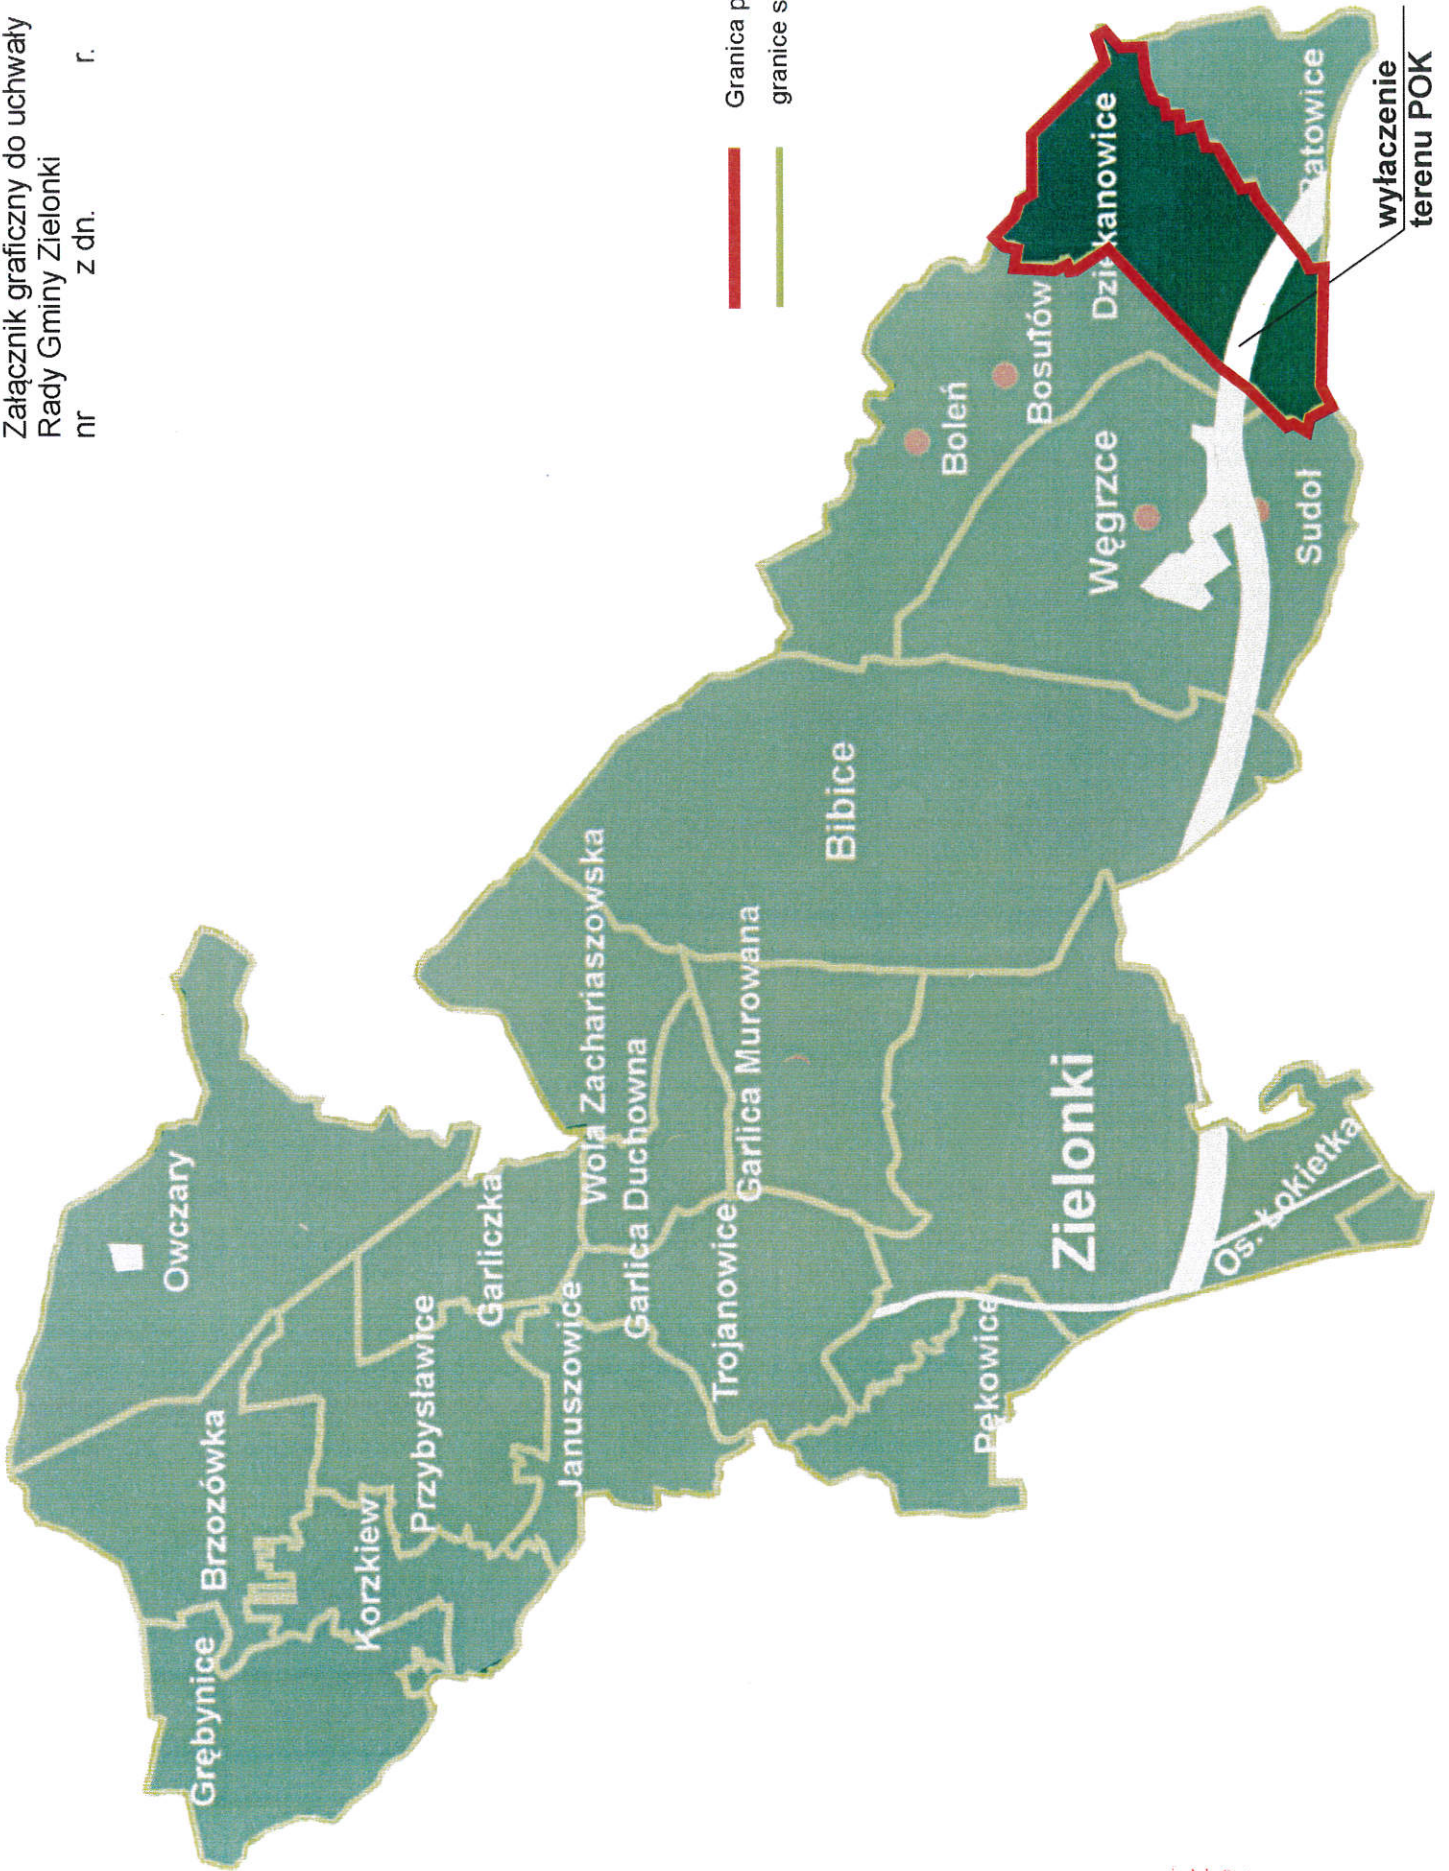 Załącznik graficzny do uchwały
Rady Gminy Zielonki
nr z dn. r.
Granica p
granice s
Owczary
Brzozówka
Grębynice
Korzkiew
Przybysławice
Garliczka
Januszowice
Wola Zachariaszowska
Garlica Duchowna
Garlica Murowana
Trojanowice
Pękowice
Zielonki
Os. Łokietka
Bibice
Boleń
Bosutów
Węgrzce
Sudoł
Dziekanowice
Batowice
wyłaczenie
terenu POK